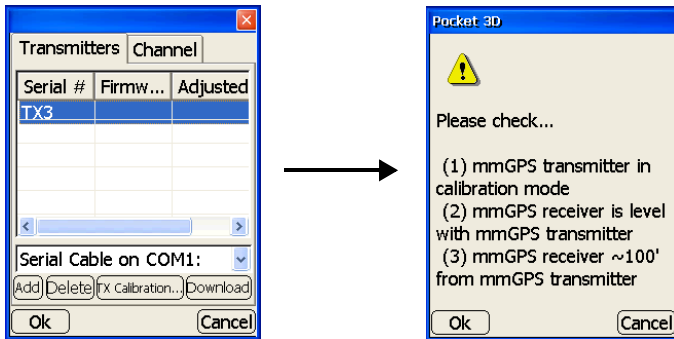 Transmitters Channel
Serial # Firmw... Adjusted
TX3
Serial Cable on COM1:
Add Delete TX Calibration... Download
Ok Cancel
Pocket 3D
Please check...
(1) mmGPS transmitter in
calibration mode
(2) mmGPS receiver is level
with mmGPS transmitter
(3) mmGPS receiver ~100'
from mmGPS transmitter
Ok Cancel